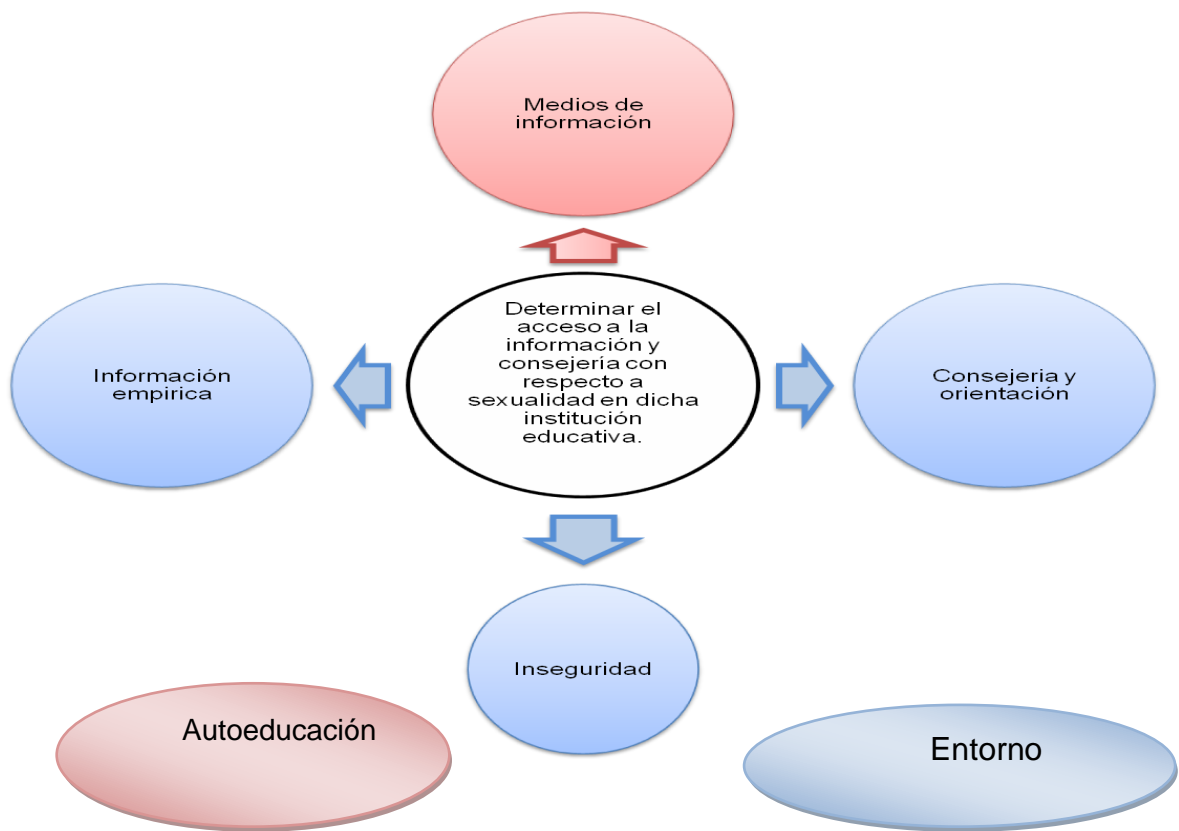 Medios de
información
Determinar el
acceso a la
información y
consejería con
respecto a
sexualidad en dicha
institución
educativa.
Información
empirica
Consejeria y
orientación
Inseguridad
Autoeducación
Entorno